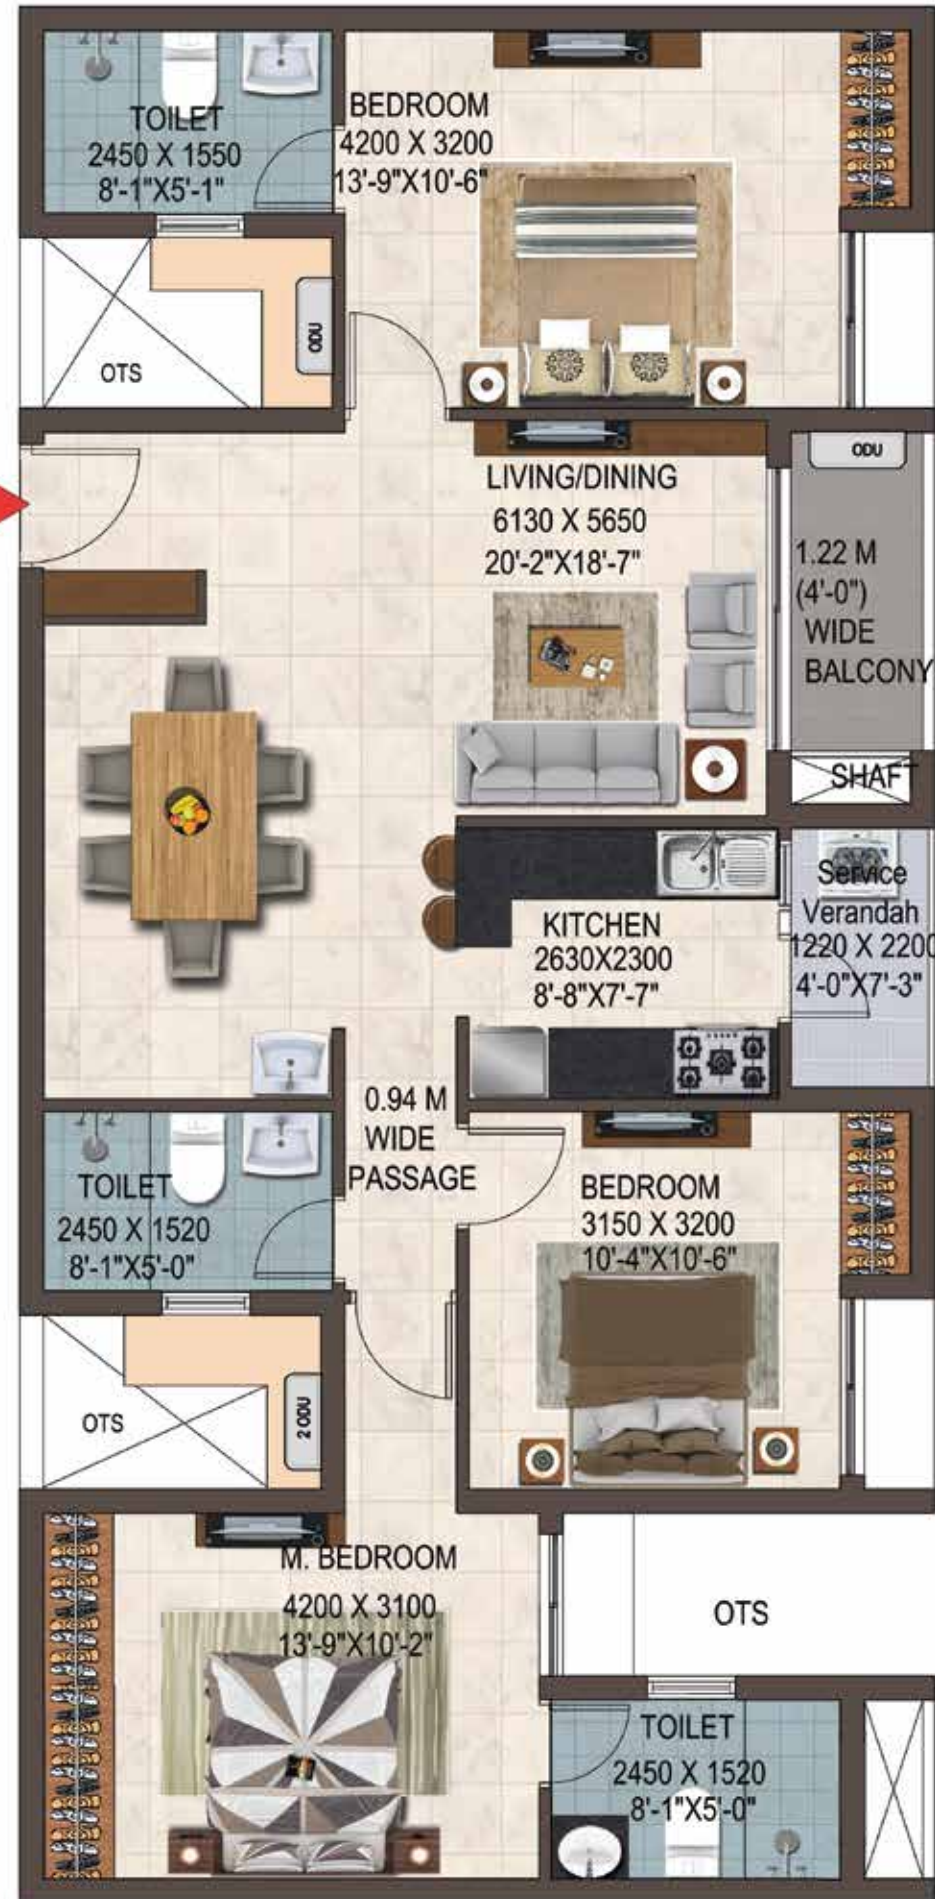 TOILET
2450 X 1550
8'-1"X5'-1"
BEDROOM
4200 X 3200
13'-9"X10'-6"
OTS
ODU
LIVING/DINING
6130 X 5650
20'-2"X18'-7"
ODU
1.22 M
(4'-0")
WIDE
BALCONY
SHAFT
KITCHEN
2630X2300
8'-8"X7'-7"
Service
Verandah
1220 X 2200
4'-0"X7'-3"
0.94 M
WIDE
PASSAGE
TOILET
2450 X 1520
8'-1"X5'-0"
BEDROOM
3150 X 3200
10'-4"X10'-6"
OTS
2 ODU
M. BEDROOM
4200 X 3100
13'-9"X10'-2"
OTS
TOILET
2450 X 1520
8'-1"X5'-0"